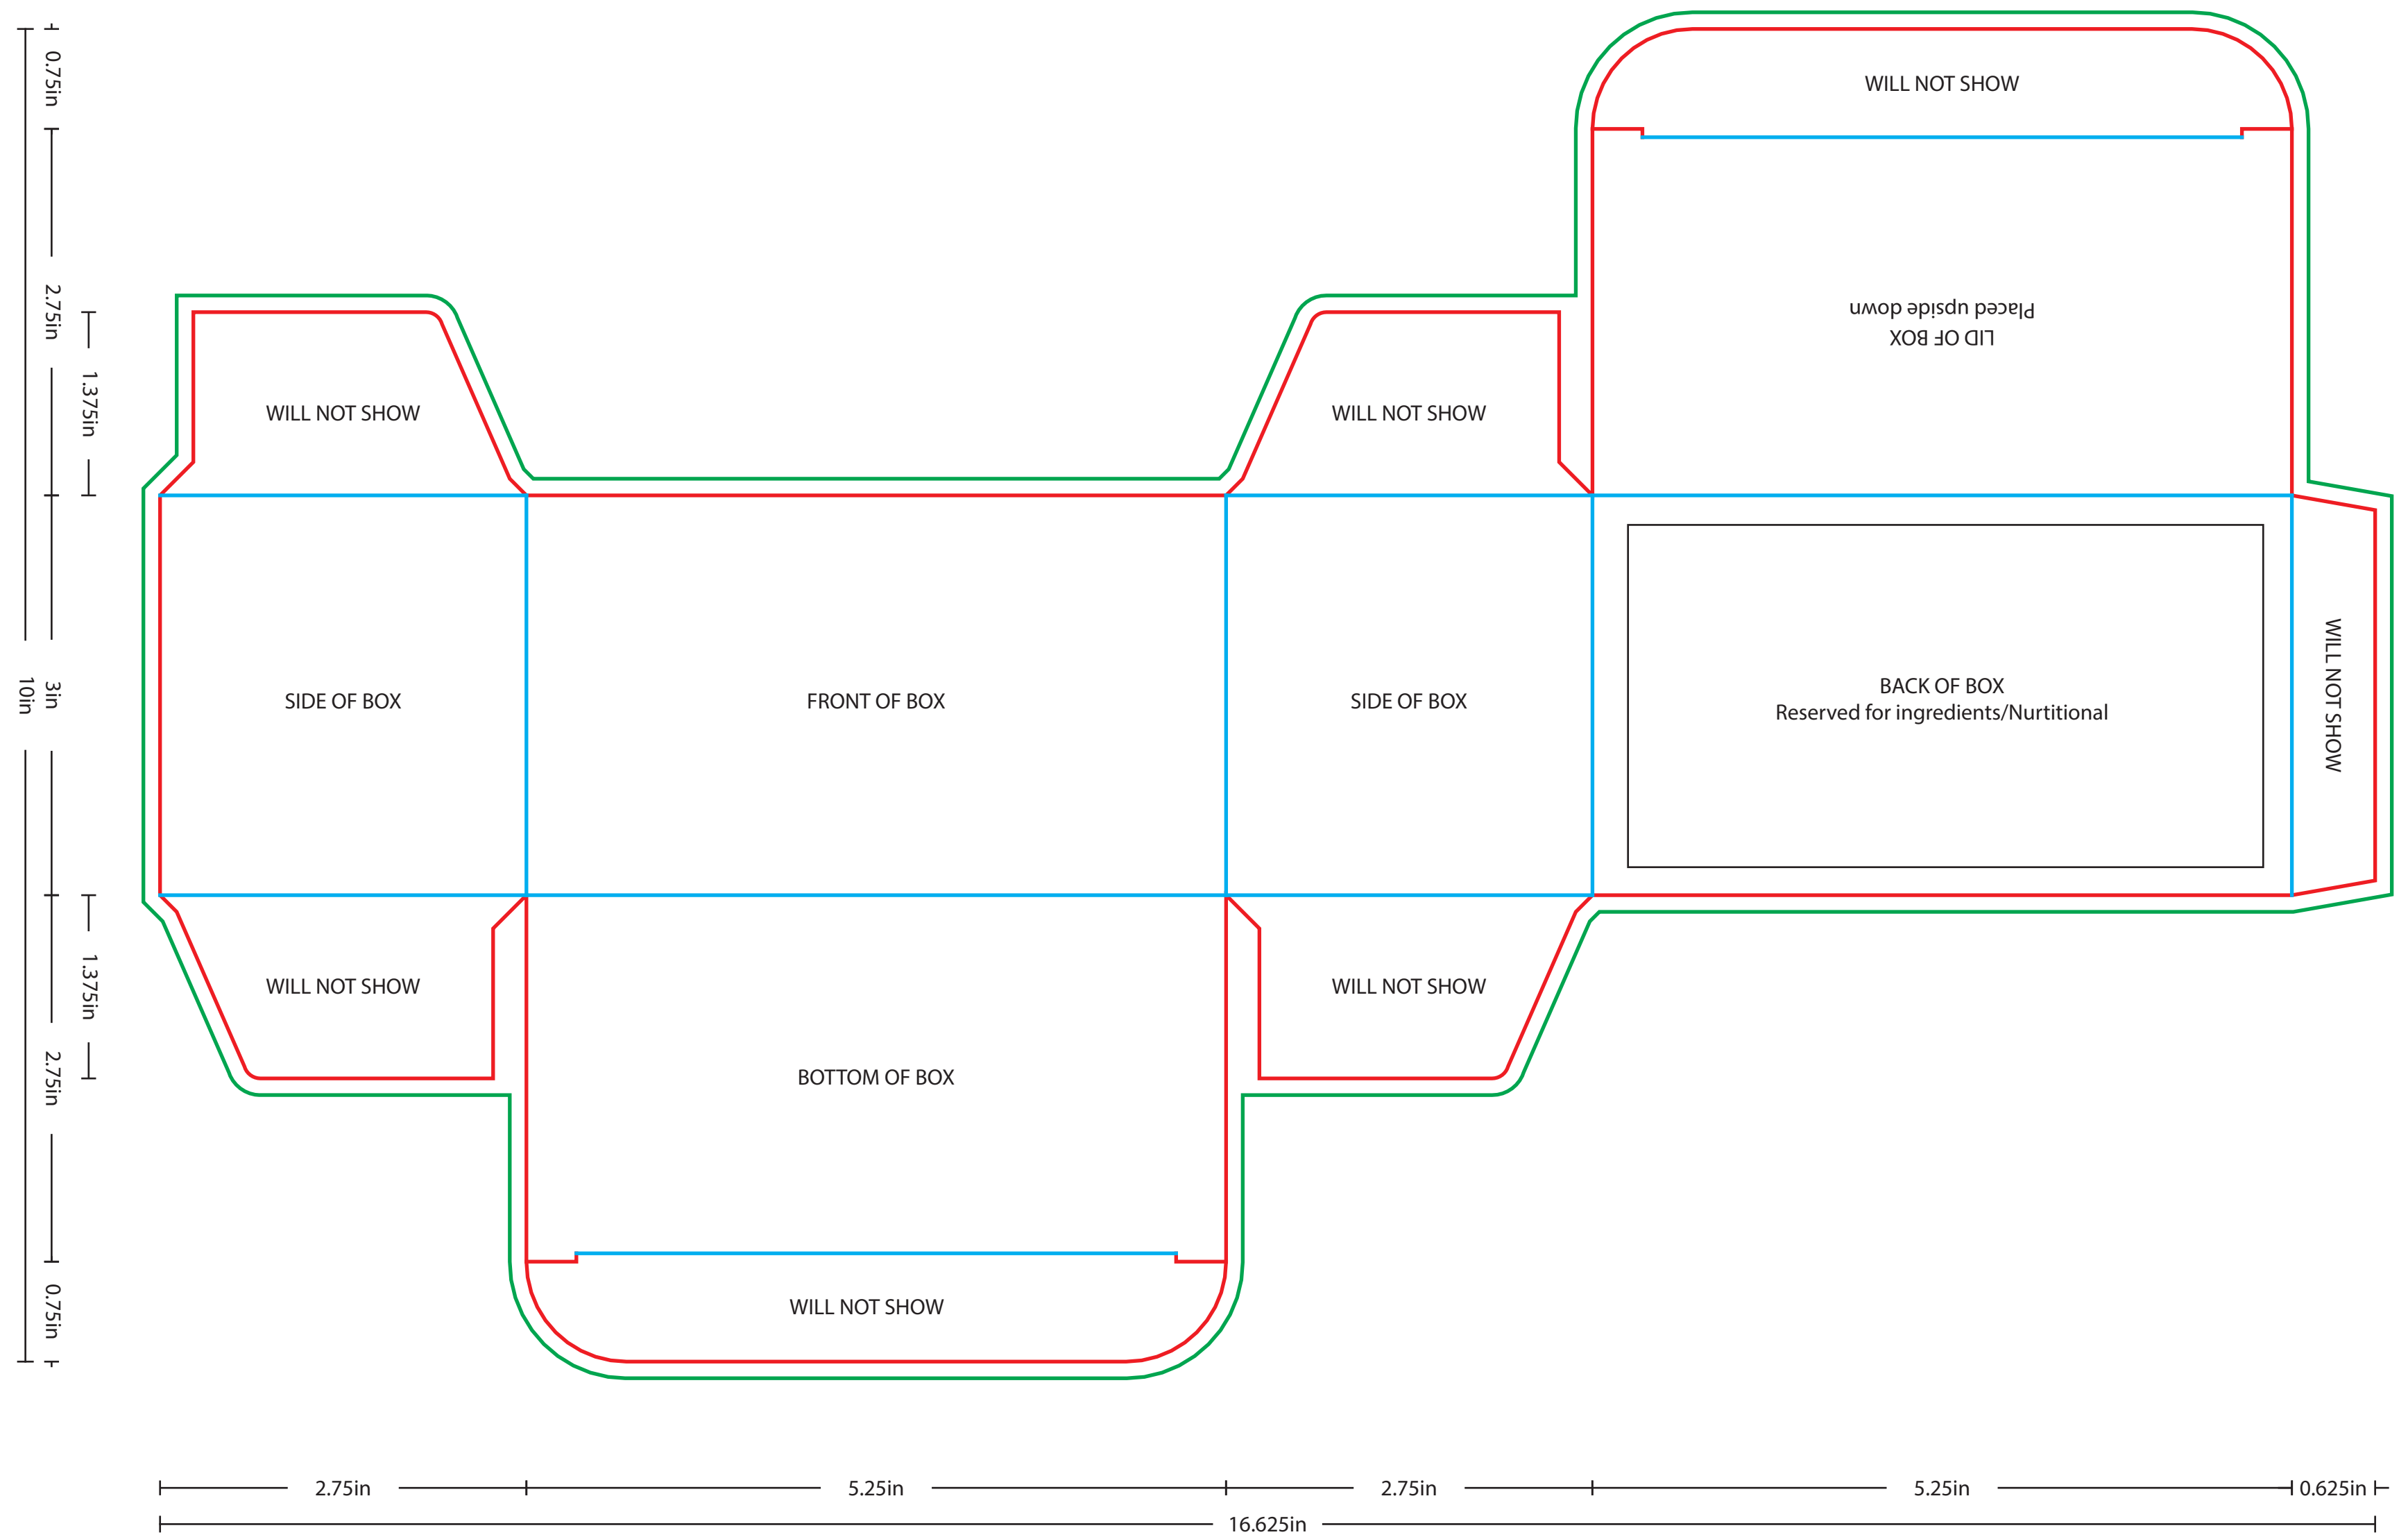 WILL NOT SHOW
LID OF BOX
Placed upside down
WILL NOT SHOW
WILL NOT SHOW
SIDE OF BOX
FRONT OF BOX
SIDE OF BOX
BACK OF BOX
Reserved for ingredients/Nurtitional
WILL NOT SHOW
WILL NOT SHOW
WILL NOT SHOW
BOTTOM OF BOX
WILL NOT SHOW
0.75in
2.75in
1.375in
3in
10in
1.375in
2.75in
0.75in
2.75in
5.25in
2.75in
5.25in
0.625in
16.625in